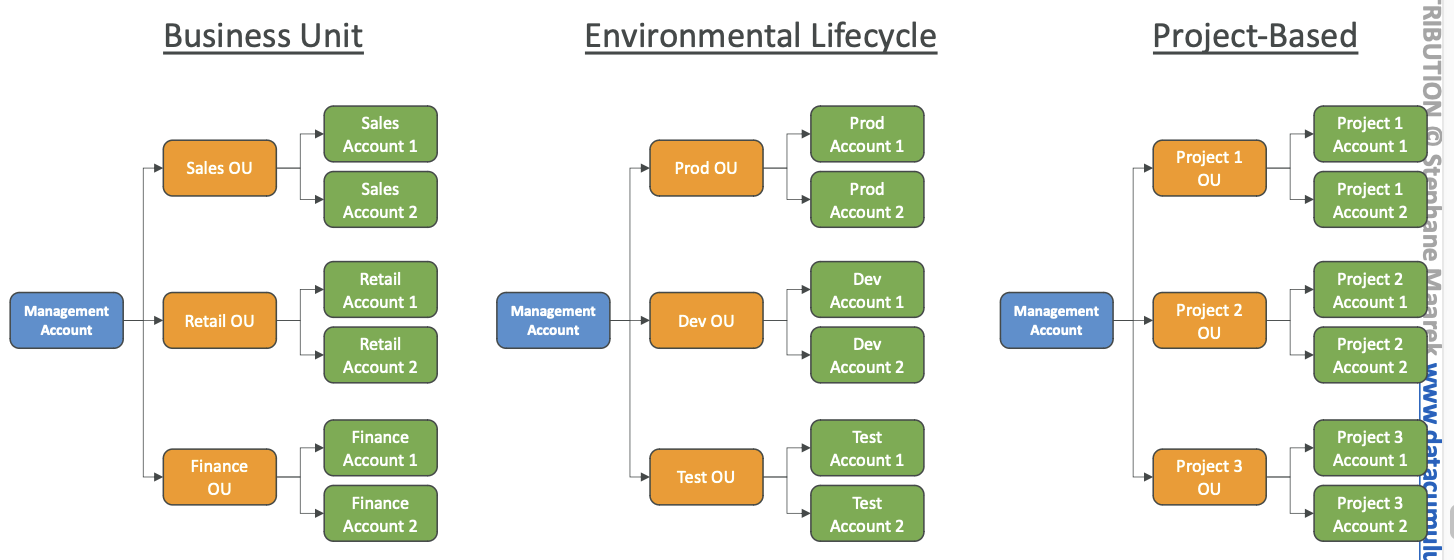 Business Unit
Sales OU
Sales
Account 1
Sales
Account 2
Management
Account
Retail OU
Retail
Account 1
Retail
Account 2
Finance
OU
Finance
Account 1
Finance
Account 2
Environmental Lifecycle
Prod OU
Prod
Account 1
Prod
Account 2
Management
Account
Dev OU
Dev
Account 1
Dev
Account 2
Test OU
Test
Account 1
Test
Account 2
Project-Based
Project 1
OU
Project 1
Account 1
Project 1
Account 2
Management
Account
Project 2
OU
Project 2
Account 1
Project 2
Account 2
Project 3
OU
Project 3
Account 1
Project 3
Account 2
TRIBUTION © Stephane Maarek www.datacumul